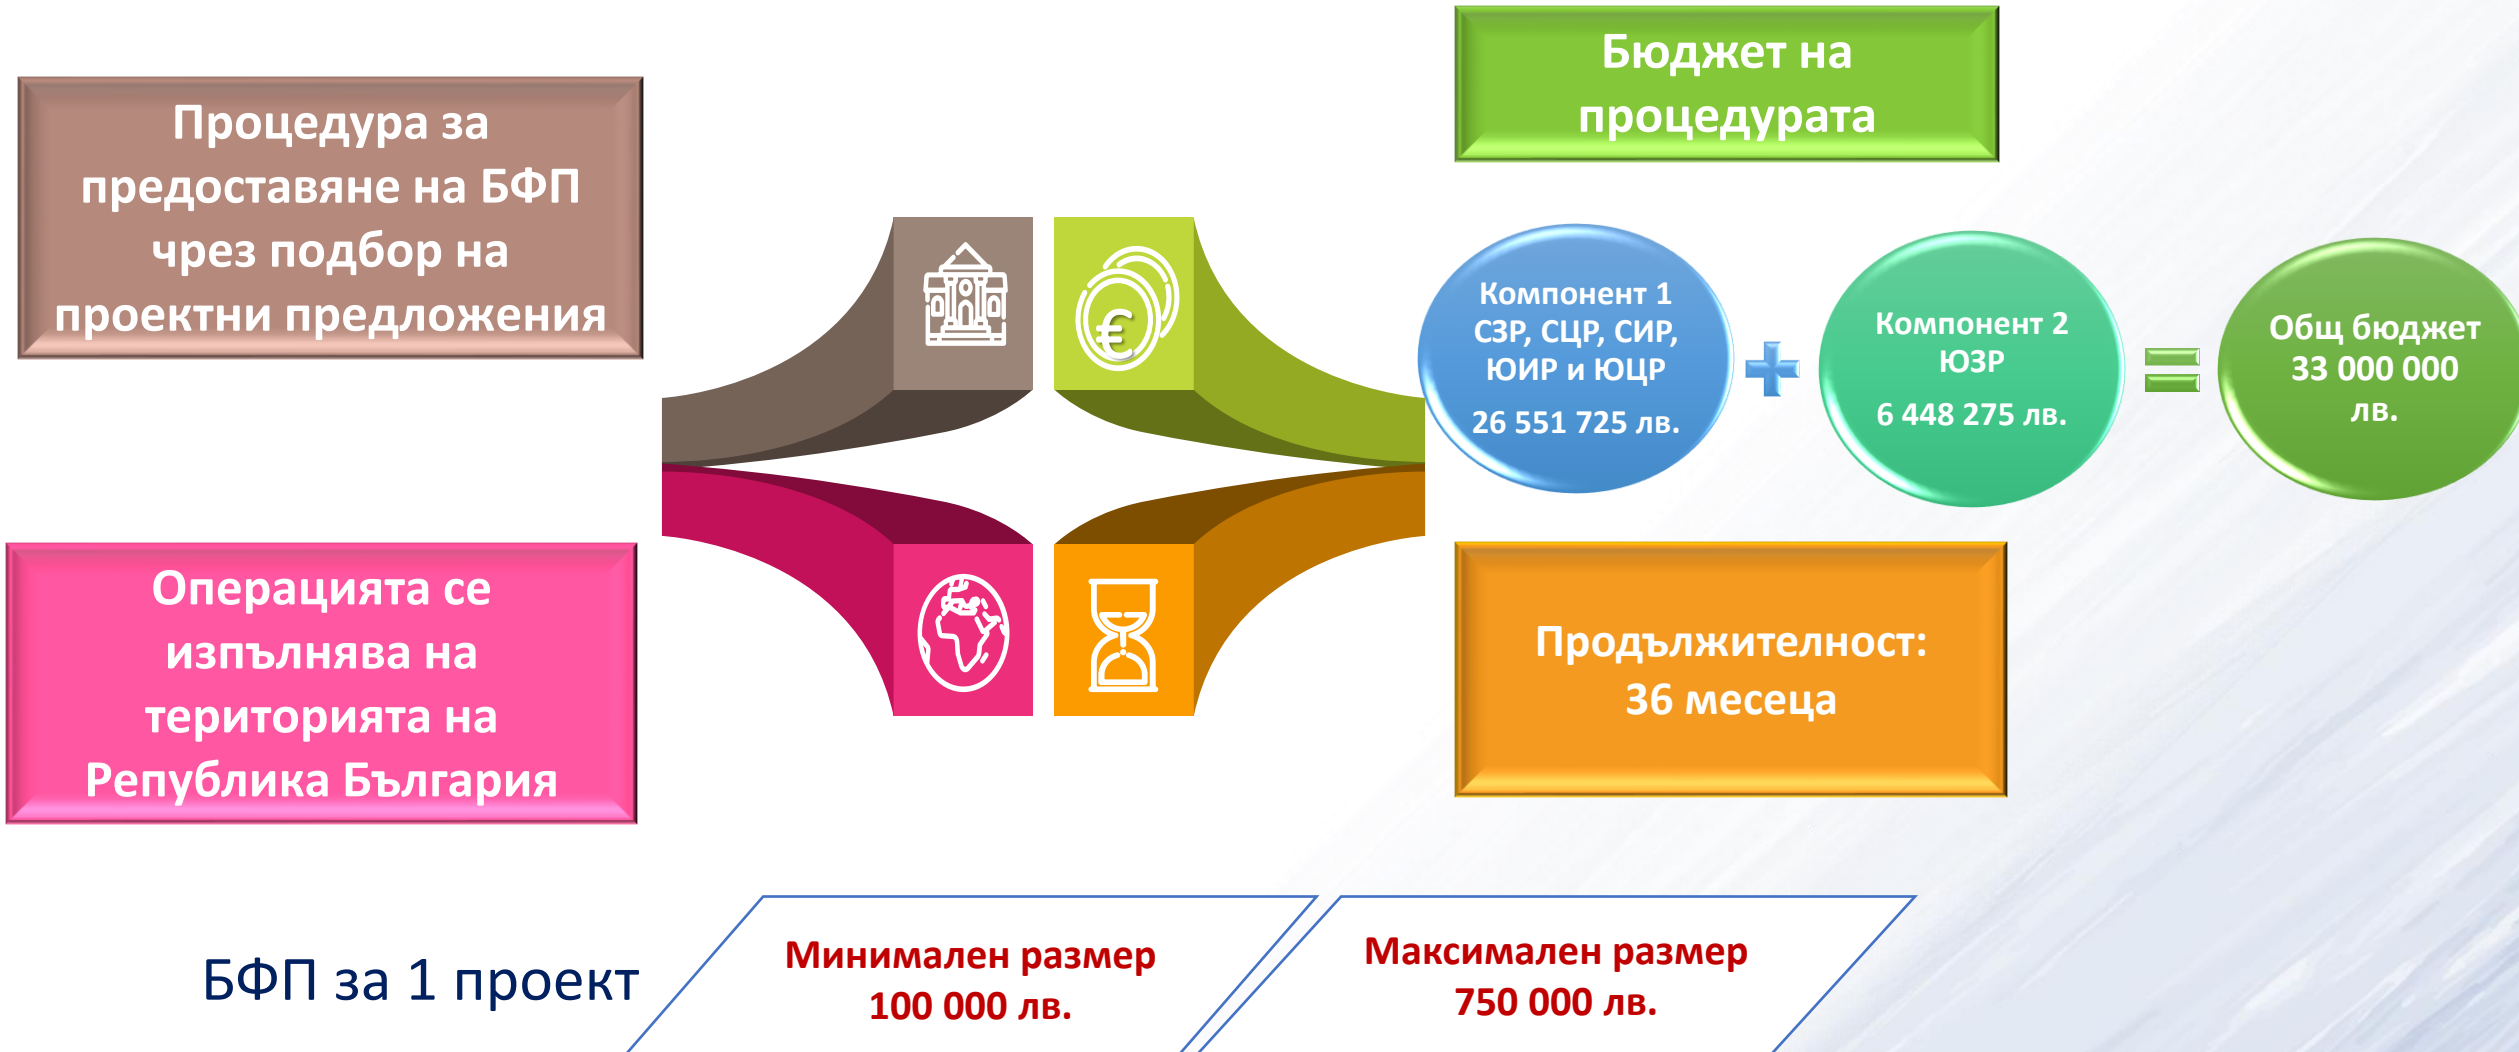 Процедура за
предоставяне на БФП
чрез подбор на
проектни предложения
Бюджет на
процедурата
Компонент 1
СЗР, СЦР, СИР,
ЮИР и ЮЦР
26 551 725 лв.
Компонент 2
ЮЗР
6 448 275 лв.
Общ бюджет
33 000 000
лв.
€
Операцията се
изпълнява на
територията на
Република България
Продължителност:
36 месеца
БФП за 1 проект
Минимален размер
100 000 лв.
Максимален размер
750 000 лв.